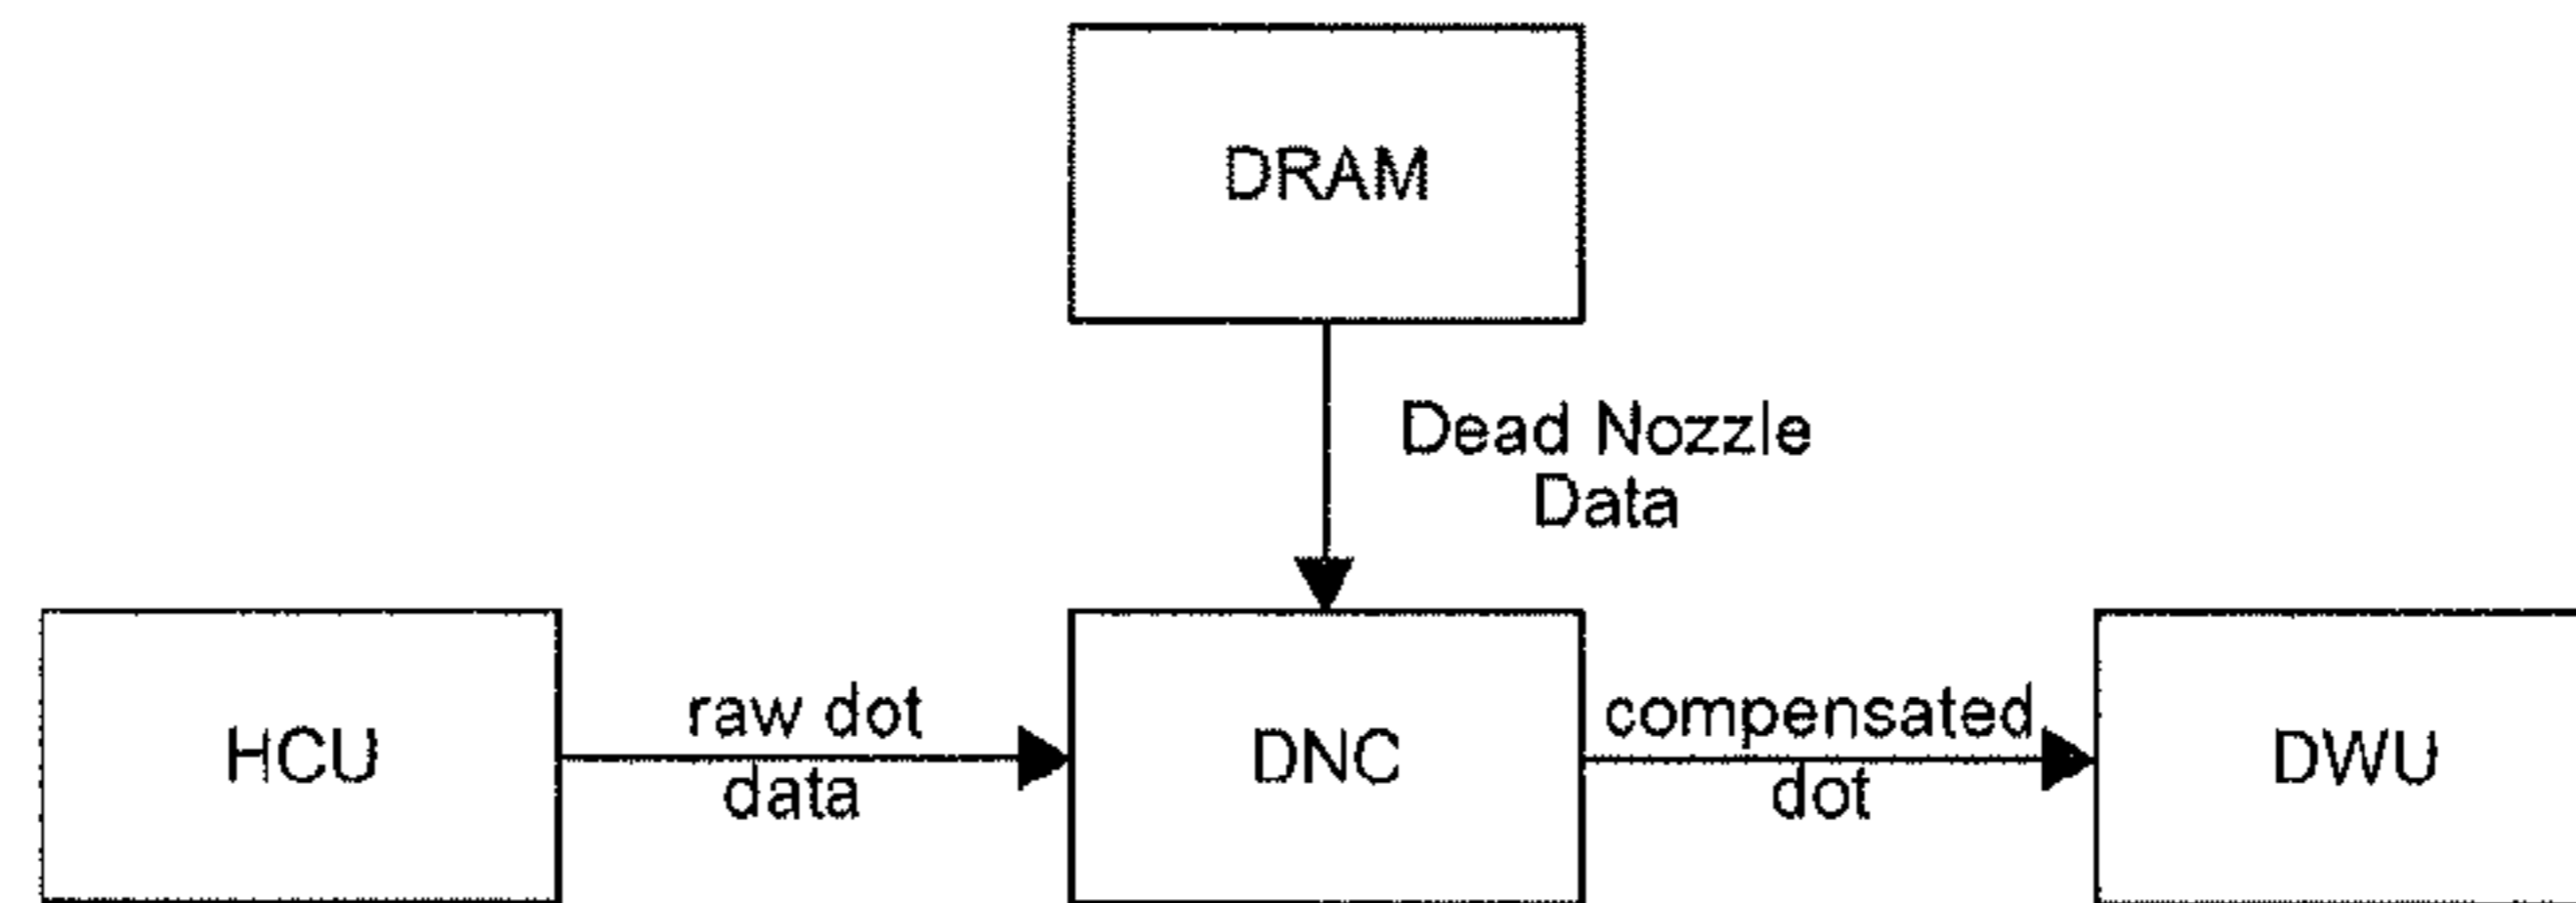 DRAM
Dead Nozzle
Data
HCU
raw dot
data
DNC
compensated
dot
DWU